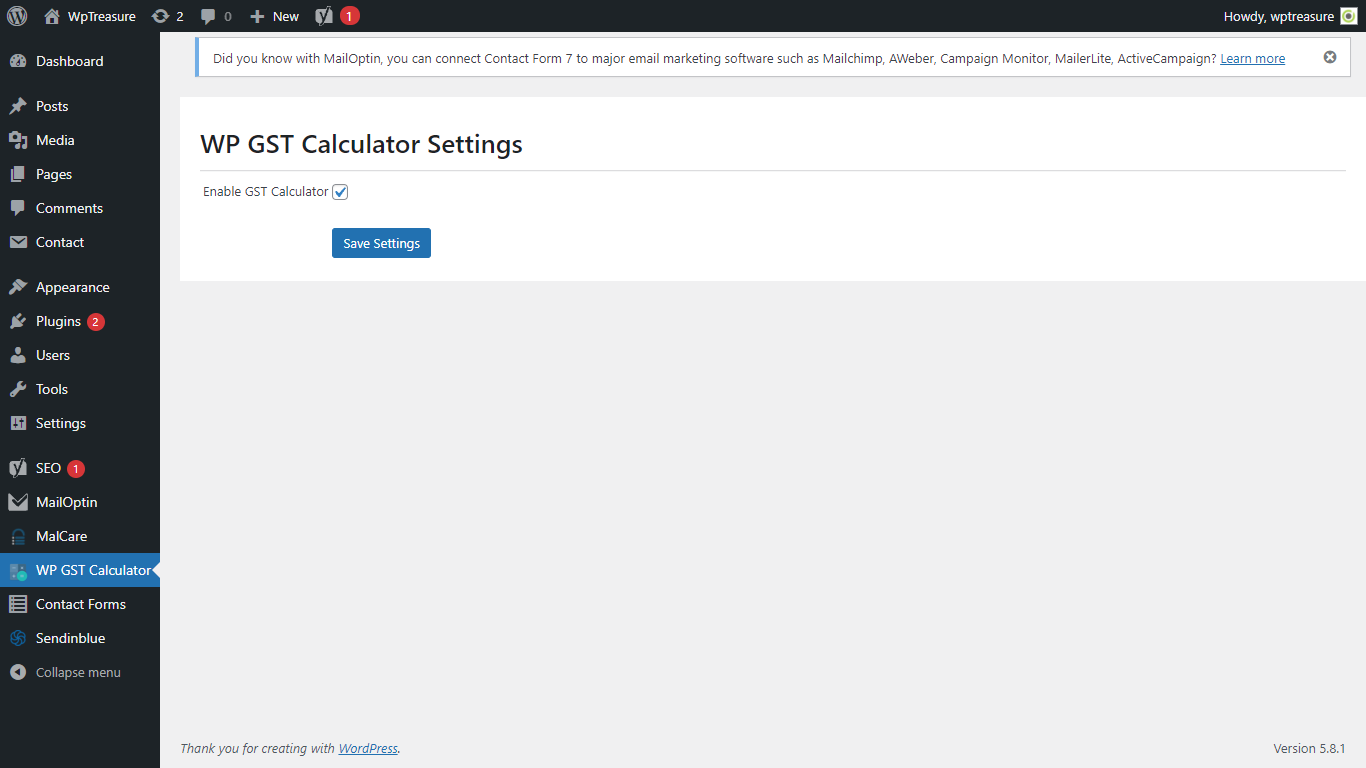 WpTreasure 2 0 New 1 Howdy, wptreasure
Dashboard
Posts
Media
Pages
Comments
Contact
Appearance
Plugins 2
Users
Tools
Settings
SEO 1
MailOptin
MalCare
WP GST Calculator
Contact Forms
Sendinblue
Collapse menu
Did you know with MailOptin, you can connect Contact Form 7 to major email marketing software such as Mailchimp, AWeber, Campaign Monitor, MailerLite, ActiveCampaign? Learn more
WP GST Calculator Settings
Enable GST Calculator
Save Settings
Thank you for creating with WordPress. Version 5.8.1